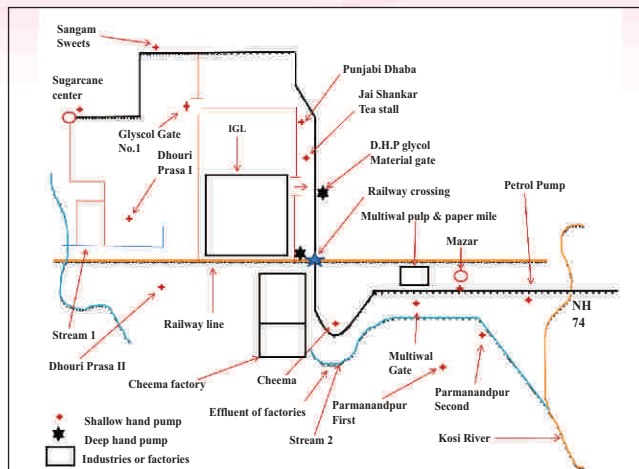 Sangam
Sweets
Sugarcane
center
Punjabi Dhaba
Jai Shankar
Tea stall
Glyscol Gate
No.1
IGL
D.H.P glycol
Material gate
Dhouri
Prasa I
Railway crossing
Petrol Pump
Multiwal pulp & paper mile
Mazar
NH
74
Stream 1
Railway line
Dhouri Prasa II
Cheema factory
Cheema
Multiwal
Gate
Effluent of factories
Parmanandpur
First
Parmanandpur
Second
Stream 2
Kosi River
Shallow hand pump
Deep hand pump
Industries or factories